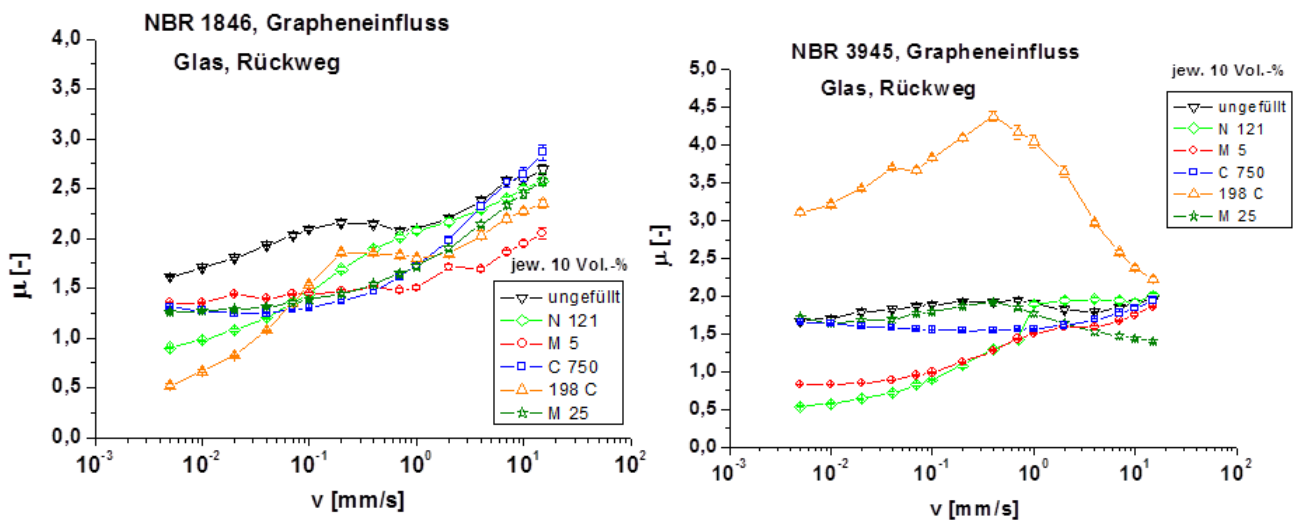 NBR 1846, Grapheneinfluss
Glas, Rückweg
4,0
3,5
3,0
2,5
2,0
1,5
1,0
0,5
0,0
μ [-]
10⁻³ 10⁻² 10⁻¹ 10⁰ 10¹ 10²
v [mm/s]
jew. 10 Vol.-%
ungefüllt
N 121
M 5
C 750
198 C
M 25
NBR 3945, Grapheneinfluss
Glas, Rückweg
5,0
4,5
4,0
3,5
3,0
2,5
2,0
1,5
1,0
0,5
0,0
μ [-]
10⁻³ 10⁻² 10⁻¹ 10⁰ 10¹ 10²
v [mm/s]
jew. 10 Vol.-%
ungefüllt
N 121
M 5
C 750
198 C
M 25